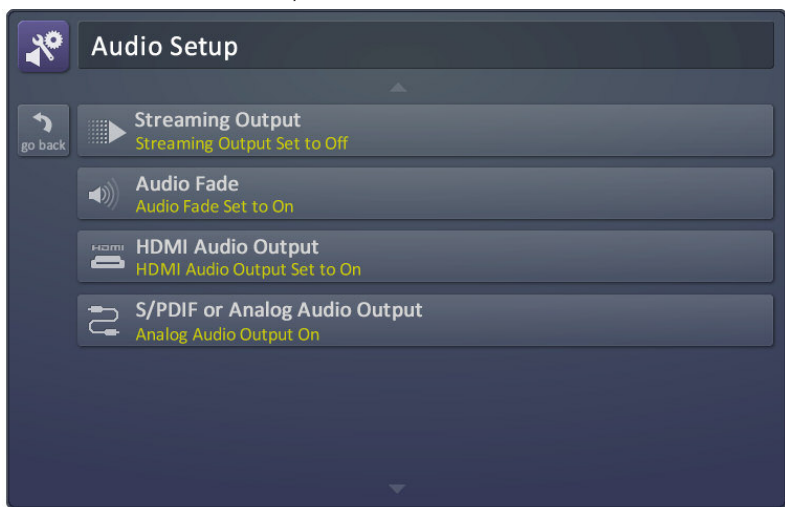 Audio Setup
go back
Streaming Output
Streaming Output Set to Off
Audio Fade
Audio Fade Set to On
HDMI
HDMI Audio Output
HDMI Audio Output Set to On
S/PDIF or Analog Audio Output
Analog Audio Output On